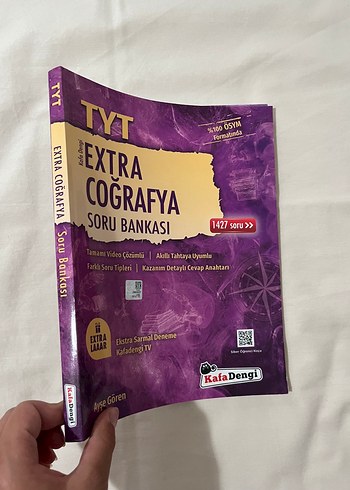 TYT
EXTRA COĞRAFYA
Soru Bankası
KafaDengi
TYT
Kafa Dengi
EXTRA
COĞRAFYA
SORU BANKASI
%100 ÖSYM
Formatında
1427 soru >>
Tamamı Video Çözümlü | Akıllı Tahtaya Uyumlu
Farklı Soru Tipleri | Kazanım Detaylı Cevap Anahtarı
EXTRA
LAAAR
Ekstra Sarmal Deneme
Kafadengi TV
KafaDengi
Ayşe Gören